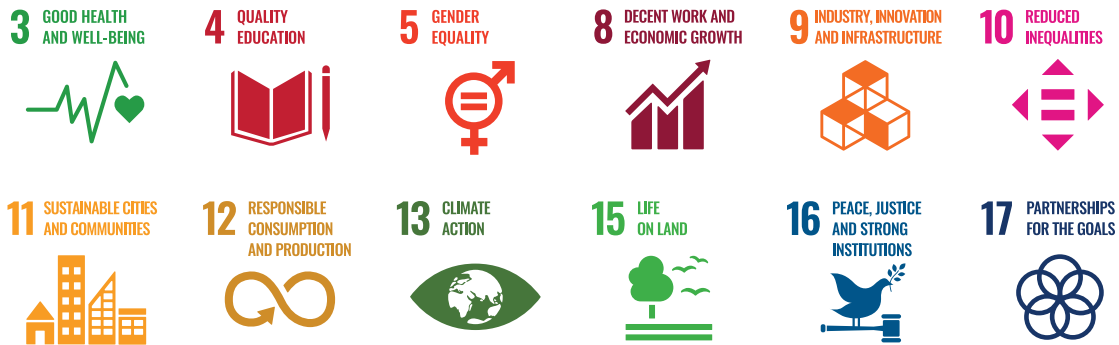 3 GOOD HEALTH
AND WELL-BEING
4 QUALITY
EDUCATION
5 GENDER
EQUALITY
8 DECENT WORK AND
ECONOMIC GROWTH
9 INDUSTRY, INNOVATION
AND INFRASTRUCTURE
10 REDUCED
INEQUALITIES
11 SUSTAINABLE CITIES
AND COMMUNITIES
12 RESPONSIBLE
CONSUMPTION
AND PRODUCTION
13 CLIMATE
ACTION
15 LIFE
ON LAND
16 PEACE, JUSTICE
AND STRONG
INSTITUTIONS
17 PARTNERSHIPS
FOR THE GOALS